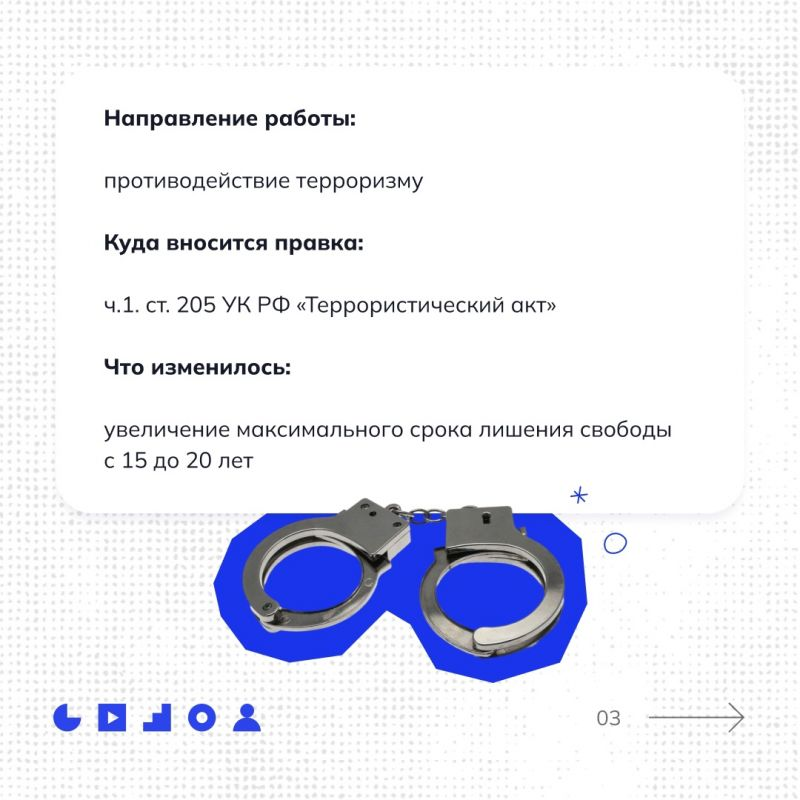 Направление работы:
противодействие терроризму
Куда вносится правка:
ч.1. ст. 205 УК РФ «Террористический акт»
Что изменилось:
увеличение максимального срока лишения свободы
с 15 до 20 лет
03